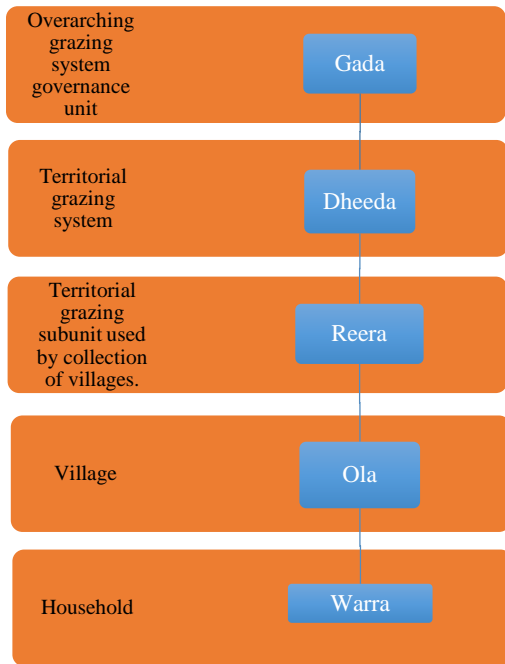 Overarching
grazing
system
governance
unit
Gada
Territorial
grazing
system
Dheeda
Territorial
grazing
subunit used
by collection
of villages.
Reera
Village
Ola
Household
Warra